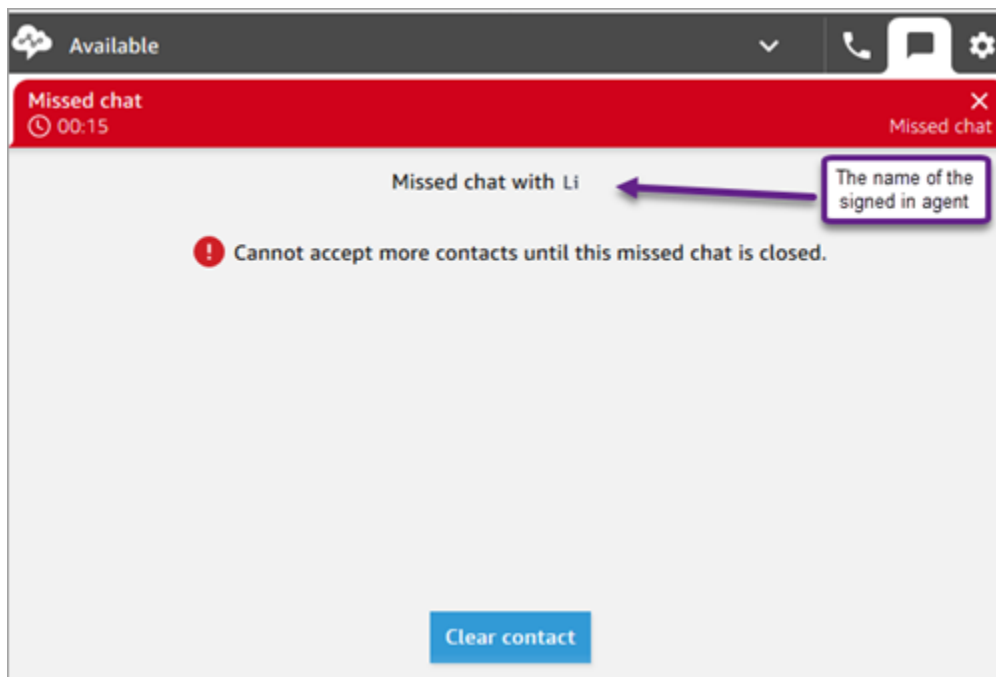 Available
Missed chat
00:15
Missed chat
Missed chat with Li
The name of the
signed in agent
Cannot accept more contacts until this missed chat is closed.
Clear contact